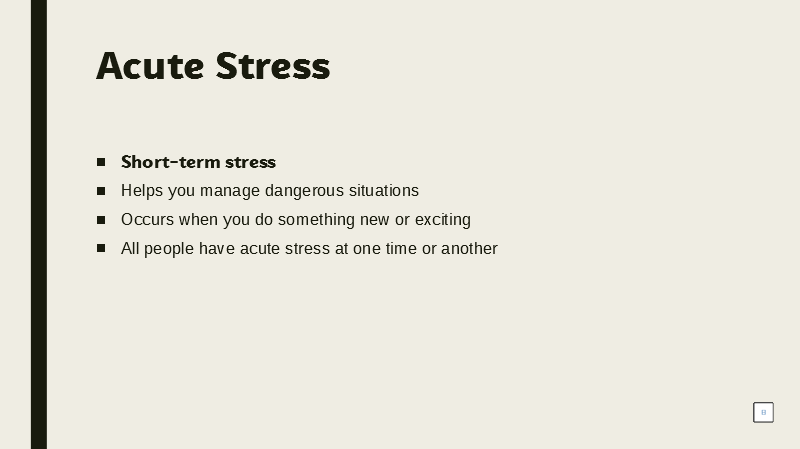 Acute Stress
Short-term stress
Helps you manage dangerous situations
Occurs when you do something new or exciting
All people have acute stress at one time or another